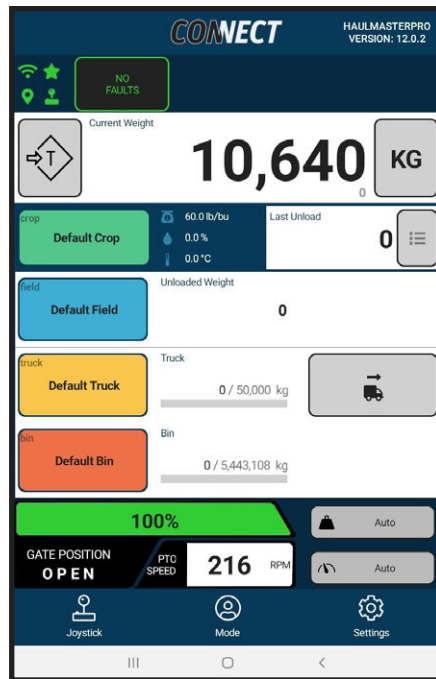 CONNECT
HAULMASTERPRO
VERSION: 12.0.2
NO
FAULTS
Current Weight
T
10,640
0
KG
crop
Default Crop
60.0 lb/bu
0.0 %
0.0 °C
Last Unload
0
field
Default Field
Unloaded Weight
0
truck
Default Truck
Truck
0 / 50,000 kg
bin
Default Bin
Bin
0 / 5,443,108 kg
100%
Auto
GATE POSITION
OPEN
PTO
SPEED
216
RPM
Auto
Joystick
Mode
Settings